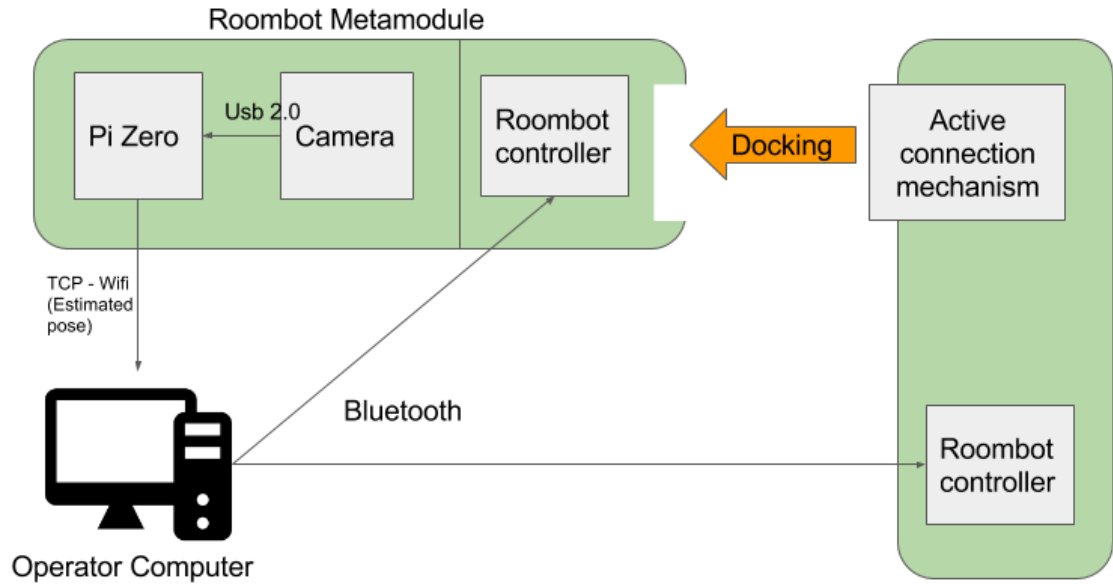 Roombot Metamodule
Pi Zero
Usb 2.0
Camera
Roombot
controller
Docking
Active
connection
mechanism
TCP - Wifi
(Estimated
pose)
Bluetooth
Roombot
controller
Operator Computer